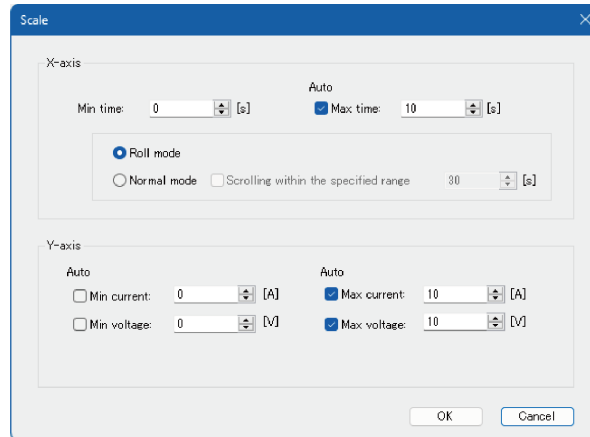 Scale
X-axis
Auto
Min time: 0 [s] Max time: 10 [s]
Roll mode
Normal mode Scrolling within the specified range 30 [s]
Y-axis
Auto Auto
Min current: 0 [A] Max current: 10 [A]
Min voltage: 0 [V] Max voltage: 10 [V]
OK Cancel